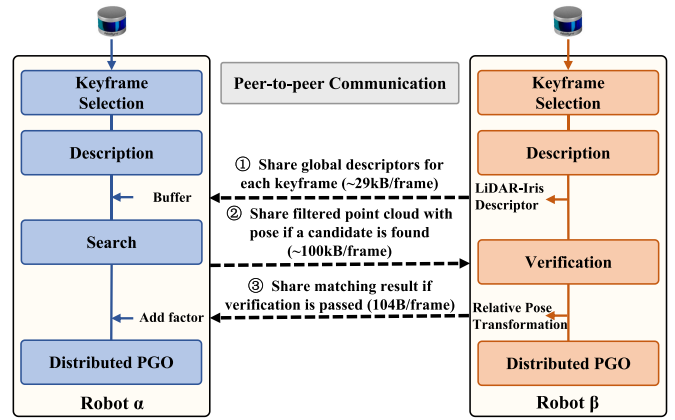 Peer-to-peer Communication
Keyframe
Selection
Description
Buffer
Search
Add factor
Distributed PGO
Robot α
① Share global descriptors for
each keyframe (~29kB/frame)
② Share filtered point cloud with
pose if a candidate is found
(~100kB/frame)
③ Share matching result if
verification is passed (104B/frame)
Keyframe
Selection
Description
LiDAR-Iris
Descriptor
Verification
Relative Pose
Transformation
Distributed PGO
Robot β